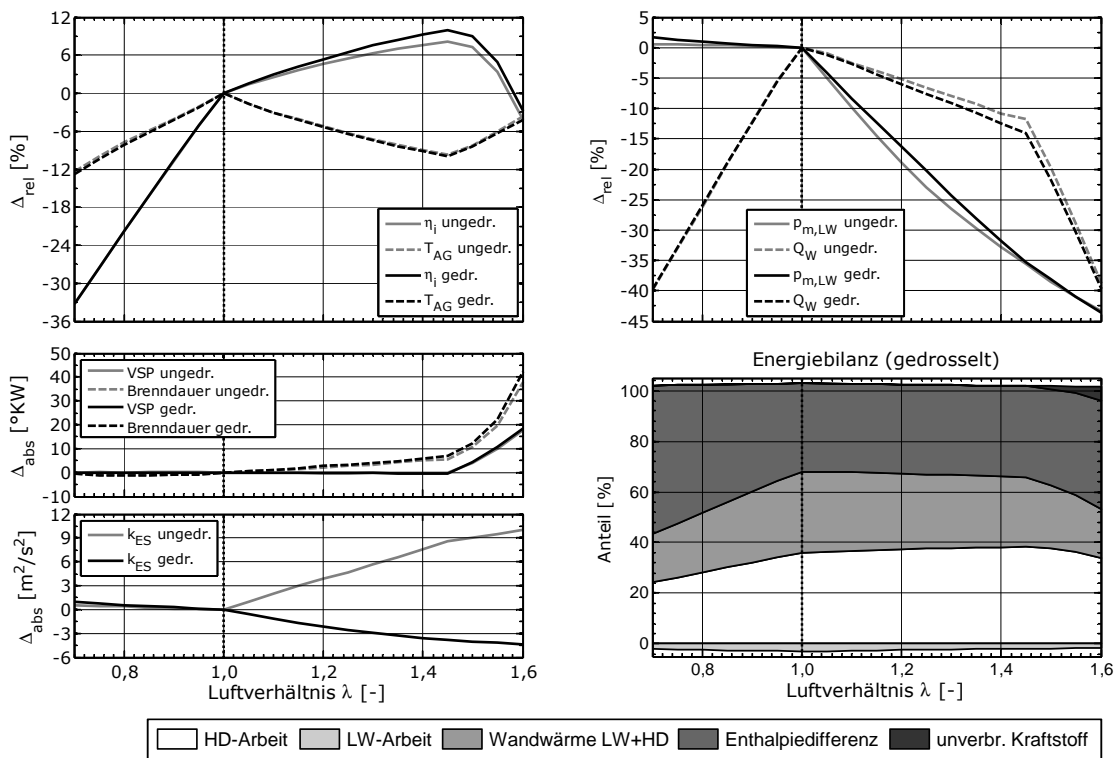 12
6
0
-6
-12
-18
-24
-30
-36
Δrel [%]
ηi ungedr.
TAG ungedr.
ηi gedr.
TAG gedr.
5
0
-5
-10
-15
-20
-25
-30
-35
-40
-45
Δrel [%]
pm,LW ungedr.
QW ungedr.
pm,LW gedr.
QW gedr.
50
40
30
20
10
0
-10
Δabs [°KW]
VSP ungedr.
Brenndauer ungedr.
VSP gedr.
Brenndauer gedr.
12
9
6
3
0
-3
-6
Δabs [m²/s²]
kES ungedr.
kES gedr.
0,8 1,0 1,2 1,4 1,6
Luftverhältnis λ [-]
Energiebilanz (gedrosselt)
100
80
60
40
20
0
Anteil [%]
0,8 1,0 1,2 1,4 1,6
Luftverhältnis λ [-]
HD-Arbeit LW-Arbeit Wandwärme LW+HD Enthalpiedifferenz unverbr. Kraftstoff